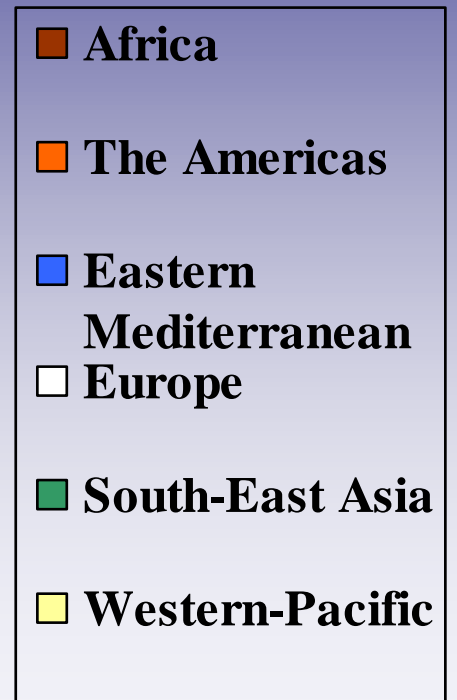 Africa
The Americas
Eastern
Mediterranean
Europe
South-East Asia
Western-Pacific